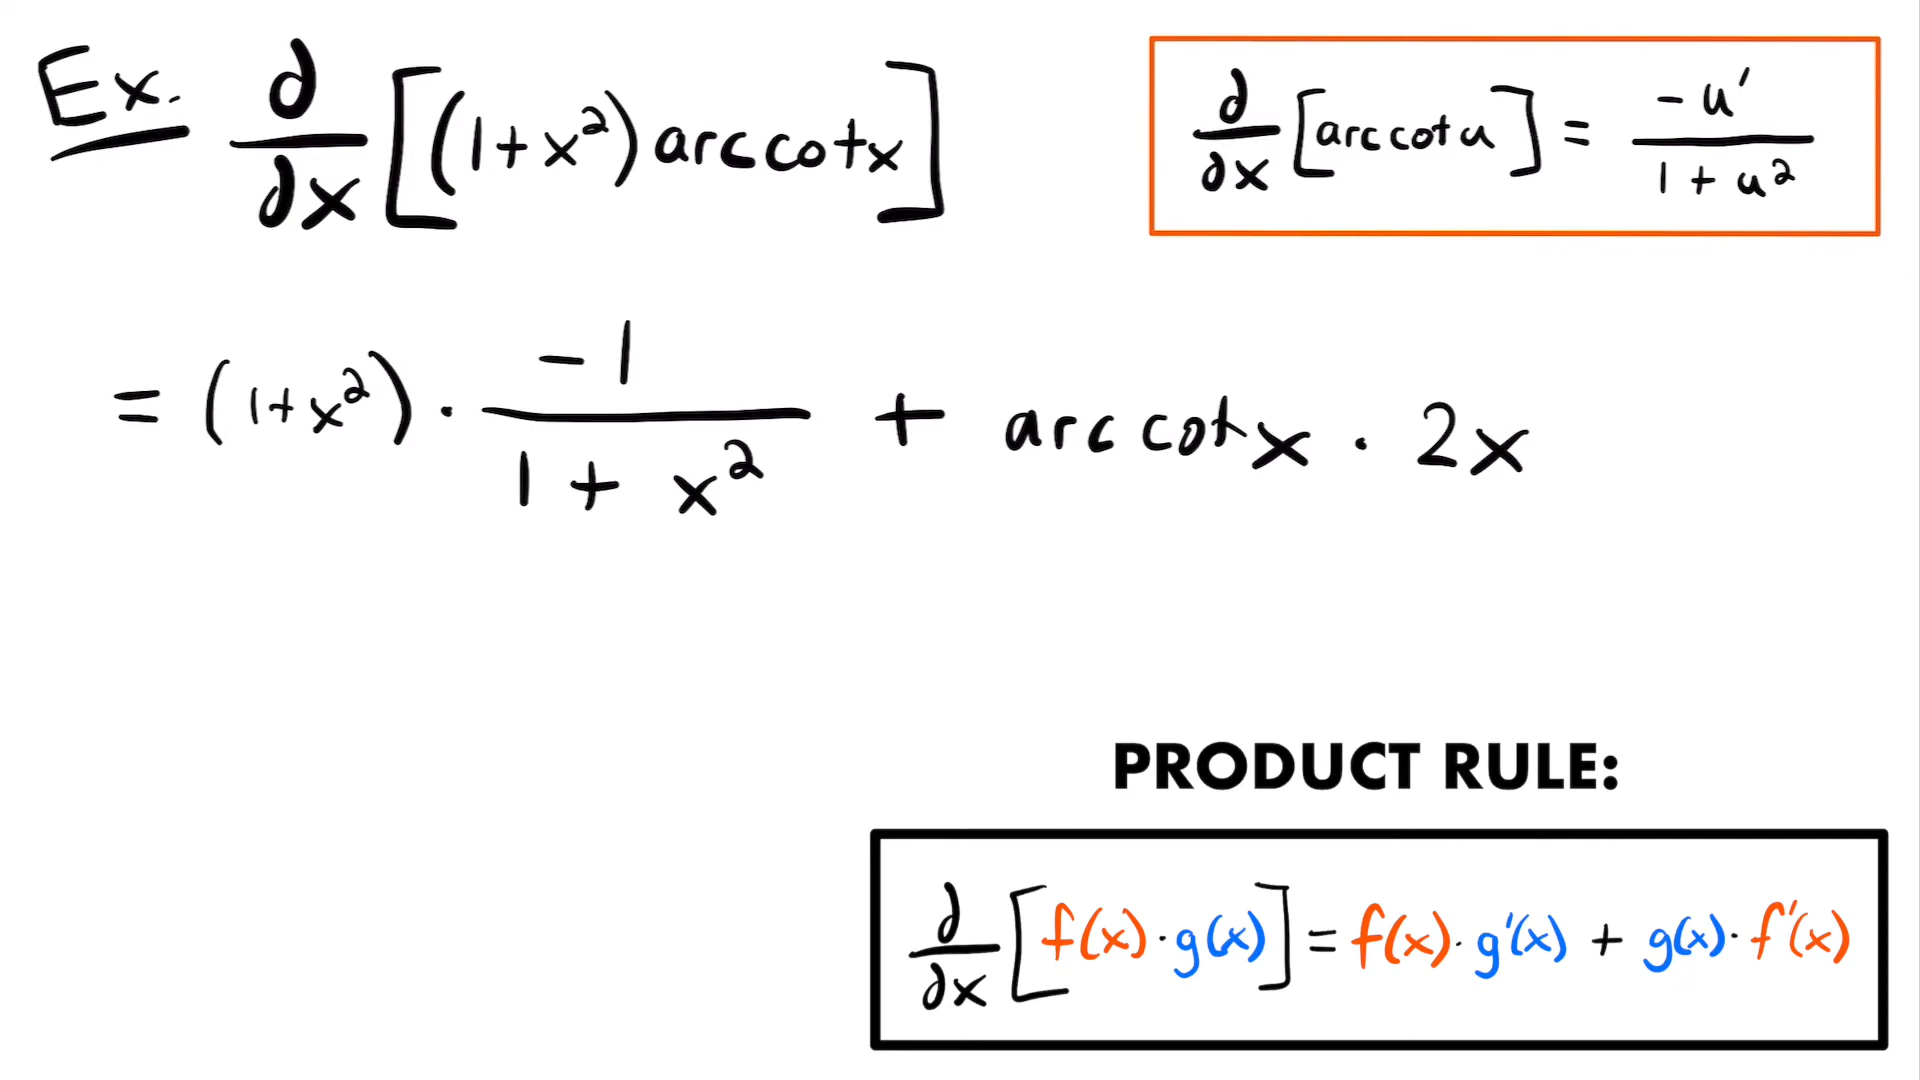 Ex. d/dx [(1+x²) arccot x]
d/dx [arccot u] = -u′/(1+u²)
= (1+x²) · -1/(1+x²) + arccot x · 2x
PRODUCT RULE:
d/dx [f(x) · g(x)] = f(x) · g′(x) + g(x) · f′(x)